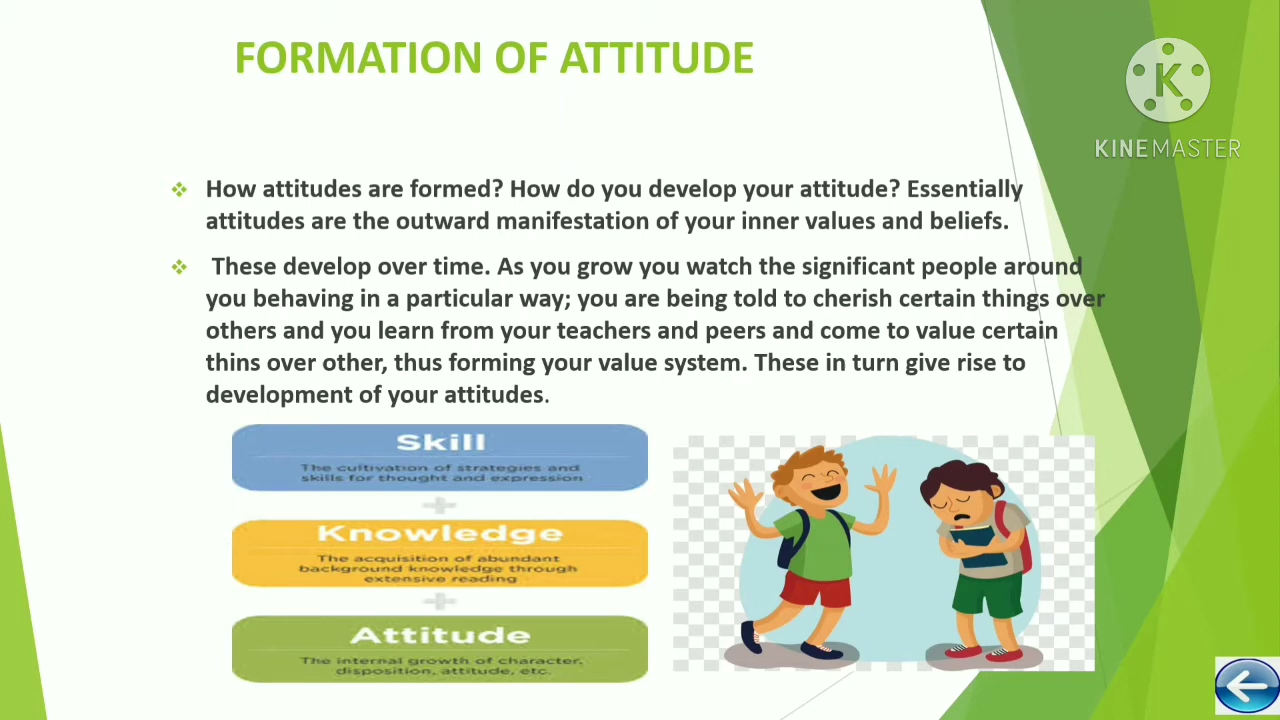 FORMATION OF ATTITUDE
K
KINEMASTER
How attitudes are formed? How do you develop your attitude? Essentially
attitudes are the outward manifestation of your inner values and beliefs.
These develop over time. As you grow you watch the significant people around
you behaving in a particular way; you are being told to cherish certain things over
others and you learn from your teachers and peers and come to value certain
thins over other, thus forming your value system. These in turn give rise to
development of your attitudes.
Skill
The cultivation of strategies and
skills for thought and expression
+
Knowledge
The acquisition of abundant
background knowledge through
extensive reading
+
Attitude
The internal growth of character,
disposition, attitude, etc.